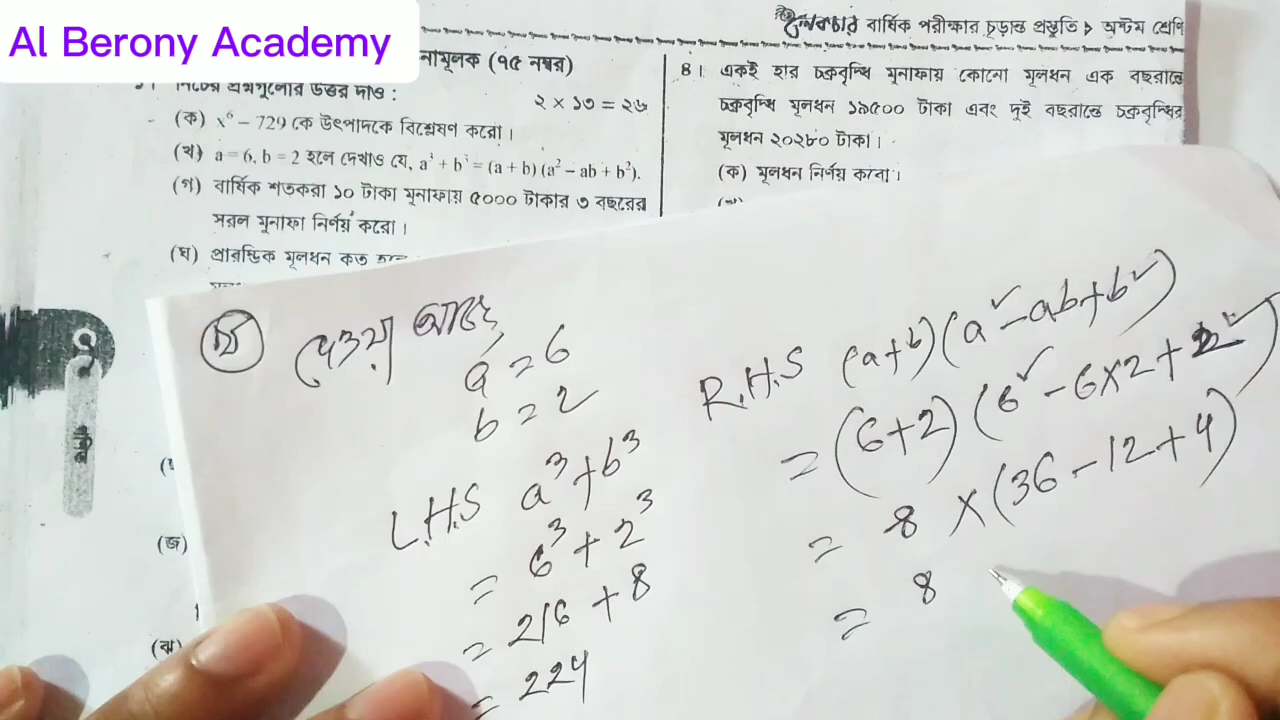 Al Berony Academy
বার্ষিক পরীক্ষার চূড়ান্ত প্রস্তুতি > অষ্টম শ্রেণি
নামূলক (৭৫ নম্বর)
নিচের প্রশ্নগুলোর উত্তর দাও :
২ × ১৩ = ২৬
(ক) x⁶ – 729 কে উৎপাদকে বিশ্লেষণ করো।
(খ) a = 6, b = 2 হলে দেখাও যে, a³ + b³ = (a + b) (a² – ab + b²).
(গ) বার্ষিক শতকরা ১০ টাকা মুনাফায় ৫০০০ টাকার ৩ বছরের
সরল মুনাফা নির্ণয় করো।
(ঘ) প্রারম্ভিক মূলধন কত
(জ)
(ঝ)
৪। একই হার চক্রবৃদ্ধি মুনাফায় কোনো মূলধন এক বছরান্তে
চক্রবৃদ্ধি মূলধন ১৯৫০০ টাকা এবং দুই বছরান্তে চক্রবৃদ্ধির
মূলধন ২০২৮০ টাকা।
(ক) মূলধন নির্ণয় করো।
(খ) দেওয়া আছে,
a = 6
b = 2
L.H.S a³ + b³
= 6³ + 2³
= 216 + 8
= 224
R.H.S (a+b)(a² – ab + b²)
= (6+2)(6² – 6×2 + 2²)
= 8 × (36 – 12 + 4)
= 8